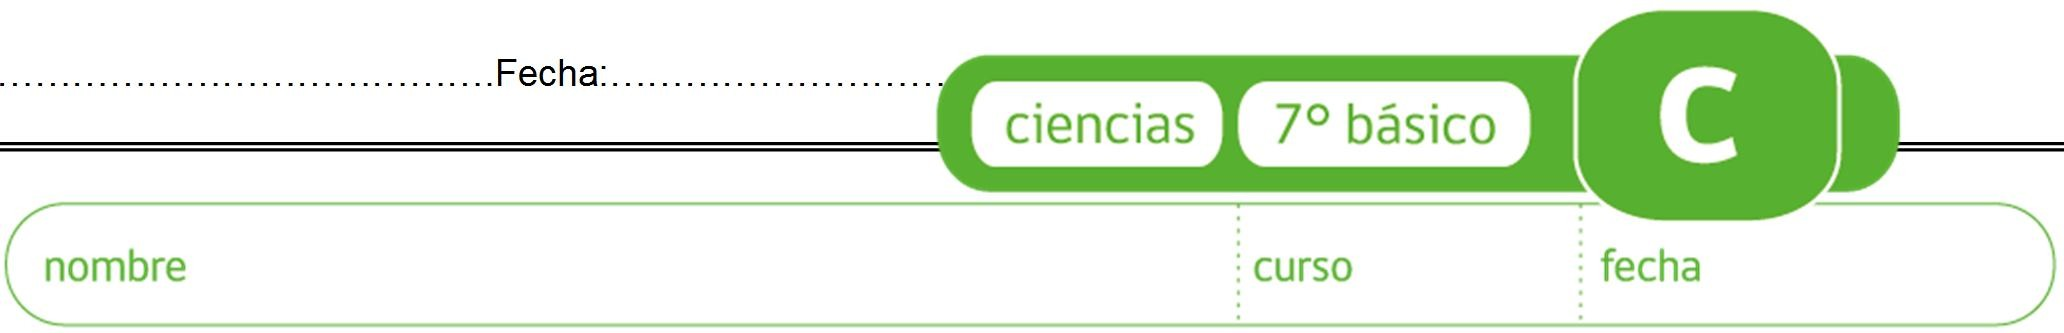 ........................................Fecha:...........................
ciencias 7° básico C
nombre curso fecha